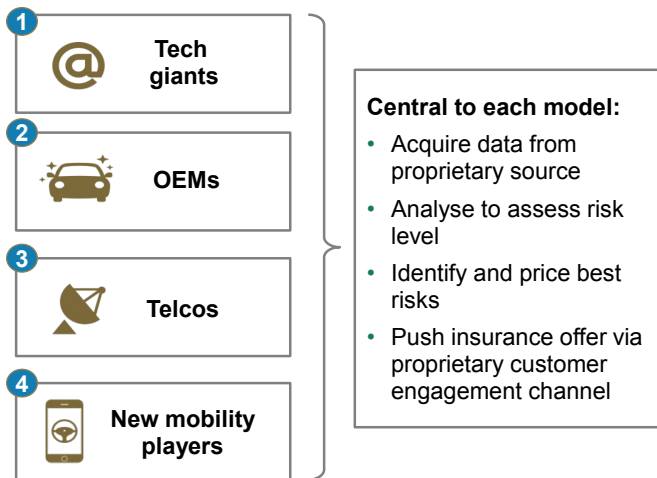 1
Tech
giants
2
OEMs
3
Telcos
4
New mobility
players
Central to each model:
• Acquire data from
proprietary source
• Analyse to assess risk
level
• Identify and price best
risks
• Push insurance offer via
proprietary customer
engagement channel